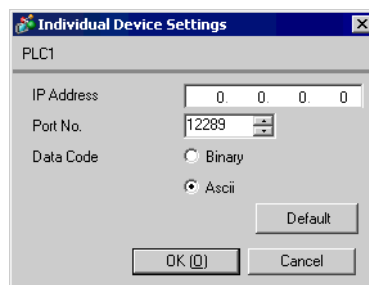 Individual Device Settings
PLC1
IP Address 0. 0. 0. 0
Port No. 12289
Data Code Binary
Ascii
Default
OK (O) Cancel